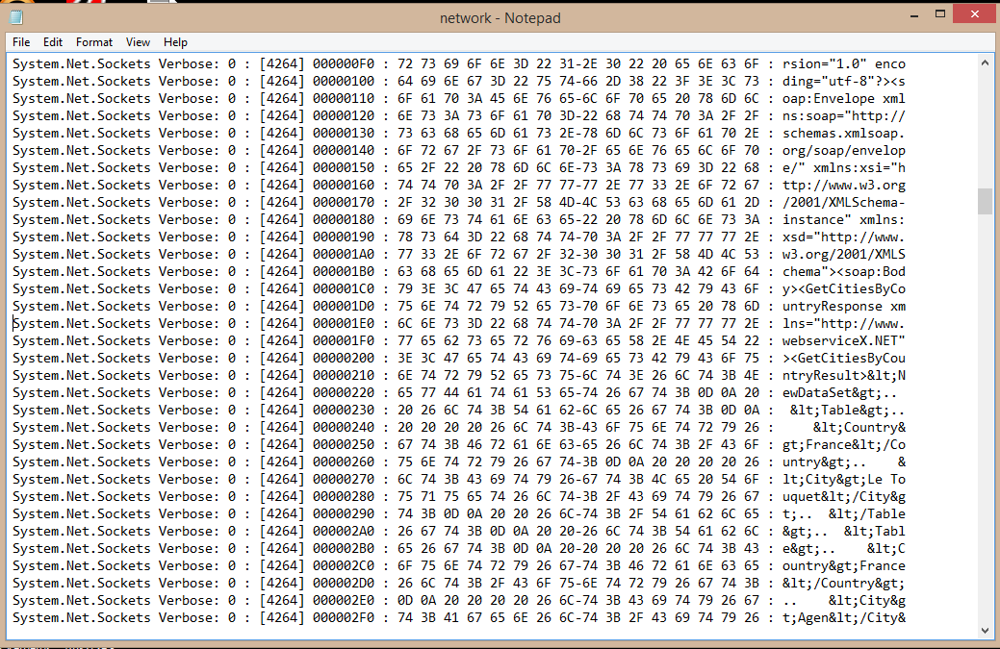 network - Notepad
File Edit Format View Help
System.Net.Sockets Verbose: 0 : [4264] 000000F0 : 72 73 69 6F 6E 3D 22 31-2E 30 22 20 65 6E 63 6F : rsion="1.0" enco
System.Net.Sockets Verbose: 0 : [4264] 00000100 : 64 69 6E 67 3D 22 75 74-66 2D 38 22 3F 3E 3C 73 : ding="utf-8"?><s
System.Net.Sockets Verbose: 0 : [4264] 00000110 : 6F 61 70 3A 45 6E 76 65-6C 6F 70 65 20 78 6D 6C : oap:Envelope xml
System.Net.Sockets Verbose: 0 : [4264] 00000120 : 6E 73 3A 73 6F 61 70 3D-22 68 74 74 70 3A 2F 2F : ns:soap="http://
System.Net.Sockets Verbose: 0 : [4264] 00000130 : 73 63 68 65 6D 61 73 2E-78 6D 6C 73 6F 61 70 2E : schemas.xmlsoap.
System.Net.Sockets Verbose: 0 : [4264] 00000140 : 6F 72 67 2F 73 6F 61 70-2F 65 6E 76 65 6C 6F 70 : org/soap/envelop
System.Net.Sockets Verbose: 0 : [4264] 00000150 : 65 2F 22 20 78 6D 6C 6E-73 3A 78 73 69 3D 22 68 : e/" xmlns:xsi="h
System.Net.Sockets Verbose: 0 : [4264] 00000160 : 74 74 70 3A 2F 2F 77 77-77 2E 77 33 2E 6F 72 67 : ttp://www.w3.org
System.Net.Sockets Verbose: 0 : [4264] 00000170 : 2F 32 30 30 31 2F 58 4D-4C 53 63 68 65 6D 61 2D : /2001/XMLSchema-
System.Net.Sockets Verbose: 0 : [4264] 00000180 : 69 6E 73 74 61 6E 63 65-22 20 78 6D 6C 6E 73 3A : instance" xmlns:
System.Net.Sockets Verbose: 0 : [4264] 00000190 : 78 73 64 3D 22 68 74 74-70 3A 2F 2F 77 77 77 2E : xsd="http://www.
System.Net.Sockets Verbose: 0 : [4264] 000001A0 : 77 33 2E 6F 72 67 2F 32-30 30 31 2F 58 4D 4C 53 : w3.org/2001/XMLS
System.Net.Sockets Verbose: 0 : [4264] 000001B0 : 63 68 65 6D 61 22 3E 3C-73 6F 61 70 3A 42 6F 64 : chema"><soap:Bod
System.Net.Sockets Verbose: 0 : [4264] 000001C0 : 79 3E 3C 47 65 74 43 69-74 69 65 73 42 79 43 6F : y><GetCitiesByCo
System.Net.Sockets Verbose: 0 : [4264] 000001D0 : 75 6E 74 72 79 52 65 73-70 6F 6E 73 65 20 78 6D : untryResponse xm
System.Net.Sockets Verbose: 0 : [4264] 000001E0 : 6C 6E 73 3D 22 68 74 74-70 3A 2F 2F 77 77 77 2E : lns="http://www.
System.Net.Sockets Verbose: 0 : [4264] 000001F0 : 77 65 62 73 65 72 76 69-63 65 58 2E 4E 45 54 22 : webserviceX.NET"
System.Net.Sockets Verbose: 0 : [4264] 00000200 : 3E 3C 47 65 74 43 69 74-69 65 73 42 79 43 6F 75 : ><GetCitiesByCou
System.Net.Sockets Verbose: 0 : [4264] 00000210 : 6E 74 72 79 52 65 73 75-6C 74 3E 26 6C 74 3B 4E : ntryResult>&lt;N
System.Net.Sockets Verbose: 0 : [4264] 00000220 : 65 77 44 61 74 61 53 65-74 26 67 74 3B 0D 0A 20 : ewDataSet&gt;..
System.Net.Sockets Verbose: 0 : [4264] 00000230 : 20 26 6C 74 3B 54 61 62-6C 65 26 67 74 3B 0D 0A :  &lt;Table&gt;..
System.Net.Sockets Verbose: 0 : [4264] 00000240 : 20 20 20 20 26 6C 74 3B-43 6F 75 6E 74 72 79 26 :     &lt;Country&
System.Net.Sockets Verbose: 0 : [4264] 00000250 : 67 74 3B 46 72 61 6E 63-65 26 6C 74 3B 2F 43 6F : gt;France&lt;/Co
System.Net.Sockets Verbose: 0 : [4264] 00000260 : 75 6E 74 72 79 26 67 74-3B 0D 0A 20 20 20 20 26 : untry&gt;..    &
System.Net.Sockets Verbose: 0 : [4264] 00000270 : 6C 74 3B 43 69 74 79 26-67 74 3B 4C 65 20 54 6F : lt;City&gt;Le To
System.Net.Sockets Verbose: 0 : [4264] 00000280 : 75 71 75 65 74 26 6C 74-3B 2F 43 69 74 79 26 67 : uquet&lt;/City&g
System.Net.Sockets Verbose: 0 : [4264] 00000290 : 74 3B 0D 0A 20 20 26 6C-74 3B 2F 54 61 62 6C 65 : t;..  &lt;/Table
System.Net.Sockets Verbose: 0 : [4264] 000002A0 : 26 67 74 3B 0D 0A 20 20-26 6C 74 3B 54 61 62 6C : &gt;..  &lt;Tabl
System.Net.Sockets Verbose: 0 : [4264] 000002B0 : 65 26 67 74 3B 0D 0A 20-20 20 20 26 6C 74 3B 43 : e&gt;..    &lt;C
System.Net.Sockets Verbose: 0 : [4264] 000002C0 : 6F 75 6E 74 72 79 26 67-74 3B 46 72 61 6E 63 65 : ountry&gt;France
System.Net.Sockets Verbose: 0 : [4264] 000002D0 : 26 6C 74 3B 2F 43 6F 75-6E 74 72 79 26 67 74 3B : &lt;/Country&gt;
System.Net.Sockets Verbose: 0 : [4264] 000002E0 : 0D 0A 20 20 20 20 26 6C-74 3B 43 69 74 79 26 67 : ..    &lt;City&g
System.Net.Sockets Verbose: 0 : [4264] 000002F0 : 74 3B 41 67 65 6E 26 6C-74 3B 2F 43 69 74 79 26 : t;Agen&lt;/City&